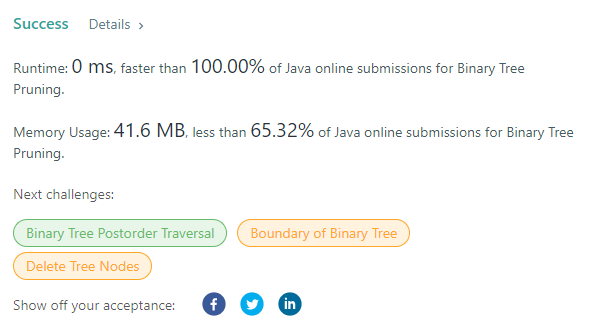 Success Details ›
Runtime: 0 ms, faster than 100.00% of Java online submissions for Binary Tree
Pruning.
Memory Usage: 41.6 MB, less than 65.32% of Java online submissions for Binary Tree
Pruning.
Next challenges:
Binary Tree Postorder Traversal Boundary of Binary Tree
Delete Tree Nodes
Show off your acceptance: f in